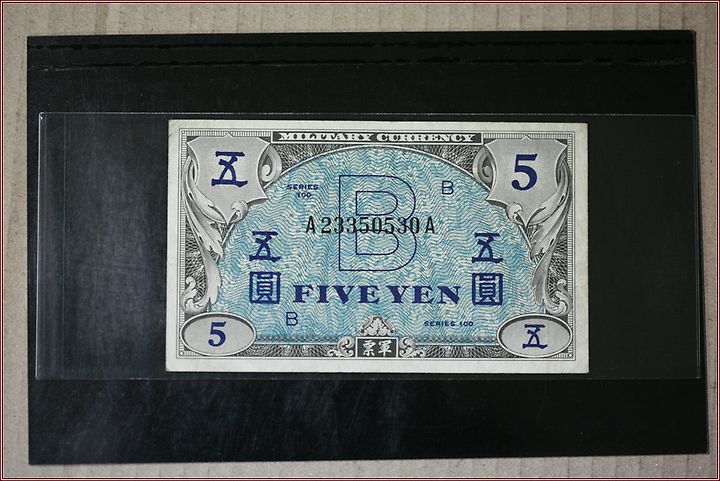 MILITARY CURRENCY
五
5
SERIES
100
B
B
A23350530A
五
圓
五
圓
FIVE YEN
B
SERIES 100
5
五
票軍